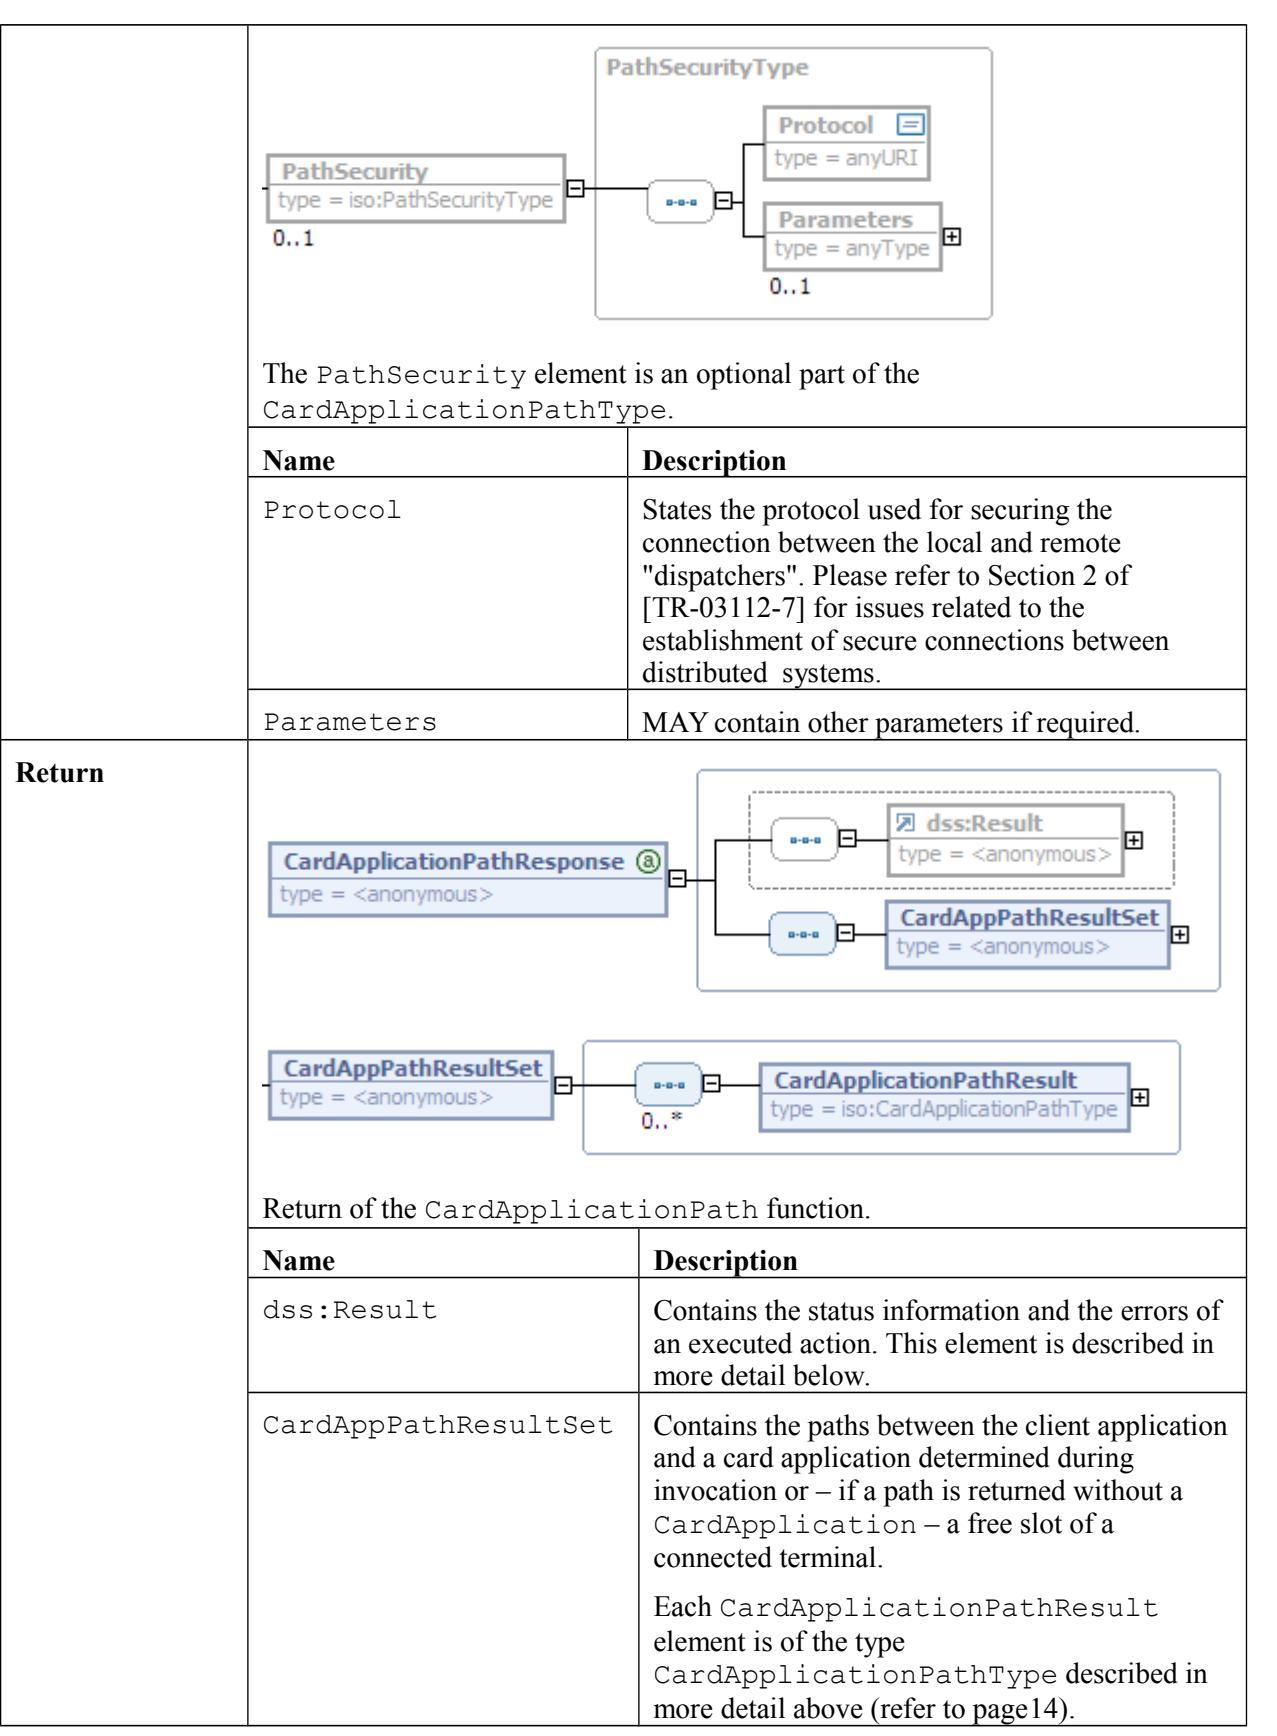 PathSecurityType
Protocol
type = anyURI
PathSecurity
type = iso:PathSecurityType
0..1
Parameters
type = anyType
0..1
The PathSecurity element is an optional part of the
CardApplicationPathType.
Name Description
Protocol States the protocol used for securing the
connection between the local and remote
"dispatchers". Please refer to Section 2 of
[TR-03112-7] for issues related to the
establishment of secure connections between
distributed  systems.
Parameters MAY contain other parameters if required.
Return
dss:Result
type = <anonymous>
CardApplicationPathResponse a
type = <anonymous>
CardAppPathResultSet
type = <anonymous>
CardAppPathResultSet
type = <anonymous>
0..*
CardApplicationPathResult
type = iso:CardApplicationPathType
Return of the CardApplicationPath function.
Name Description
dss:Result Contains the status information and the errors of
an executed action. This element is described in
more detail below.
CardAppPathResultSet Contains the paths between the client application
and a card application determined during
invocation or – if a path is returned without a
CardApplication – a free slot of a
connected terminal.
Each CardApplicationPathResult
element is of the type
CardApplicationPathType described in
more detail above (refer to page14).